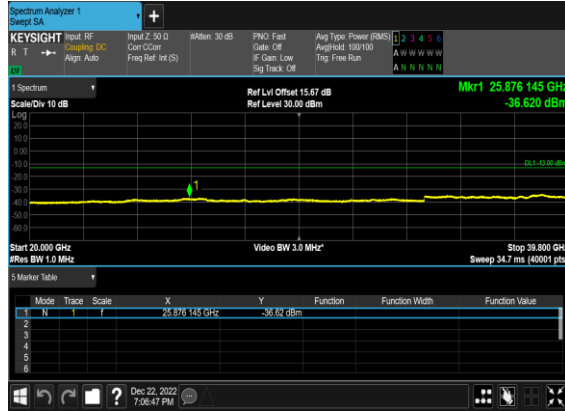 Spectrum Analyzer 1
Swept SA
+
KEYSIGHT Input: RF Input Z: 50 Ω #Atten: 30 dB PNO: Fast Avg Type: Power (RMS) 1 2 3 4 5 6
R T Coupling: DC Corr CCorr Gate: Off Avg|Hold: 100/100 A W W W W W
Align: Auto Freq Ref: Int (S) IF Gain: Low Trig: Free Run
Sig Track: Off A N N N N N
1 Spectrum Ref Lvl Offset 15.67 dB Mkr1 25.876 145 GHz
Scale/Div 10 dB Ref Level 30.00 dBm -36.620 dBm
Log
20.0
10.0
0.00
-10.0 DL1 -13.00 dBm
-20.0
-30.0 1
-40.0
-50.0
-60.0
Start 20.000 GHz Video BW 3.0 MHz* Stop 39.800 GHz
#Res BW 1.0 MHz Sweep 34.7 ms (40001 pts)
5 Marker Table
Mode Trace Scale X Y Function Function Width Function Value
1 N 1 f 25.876 145 GHz -36.62 dBm
2
3
4
5
6
? Dec 22, 2022
7:06:47 PM